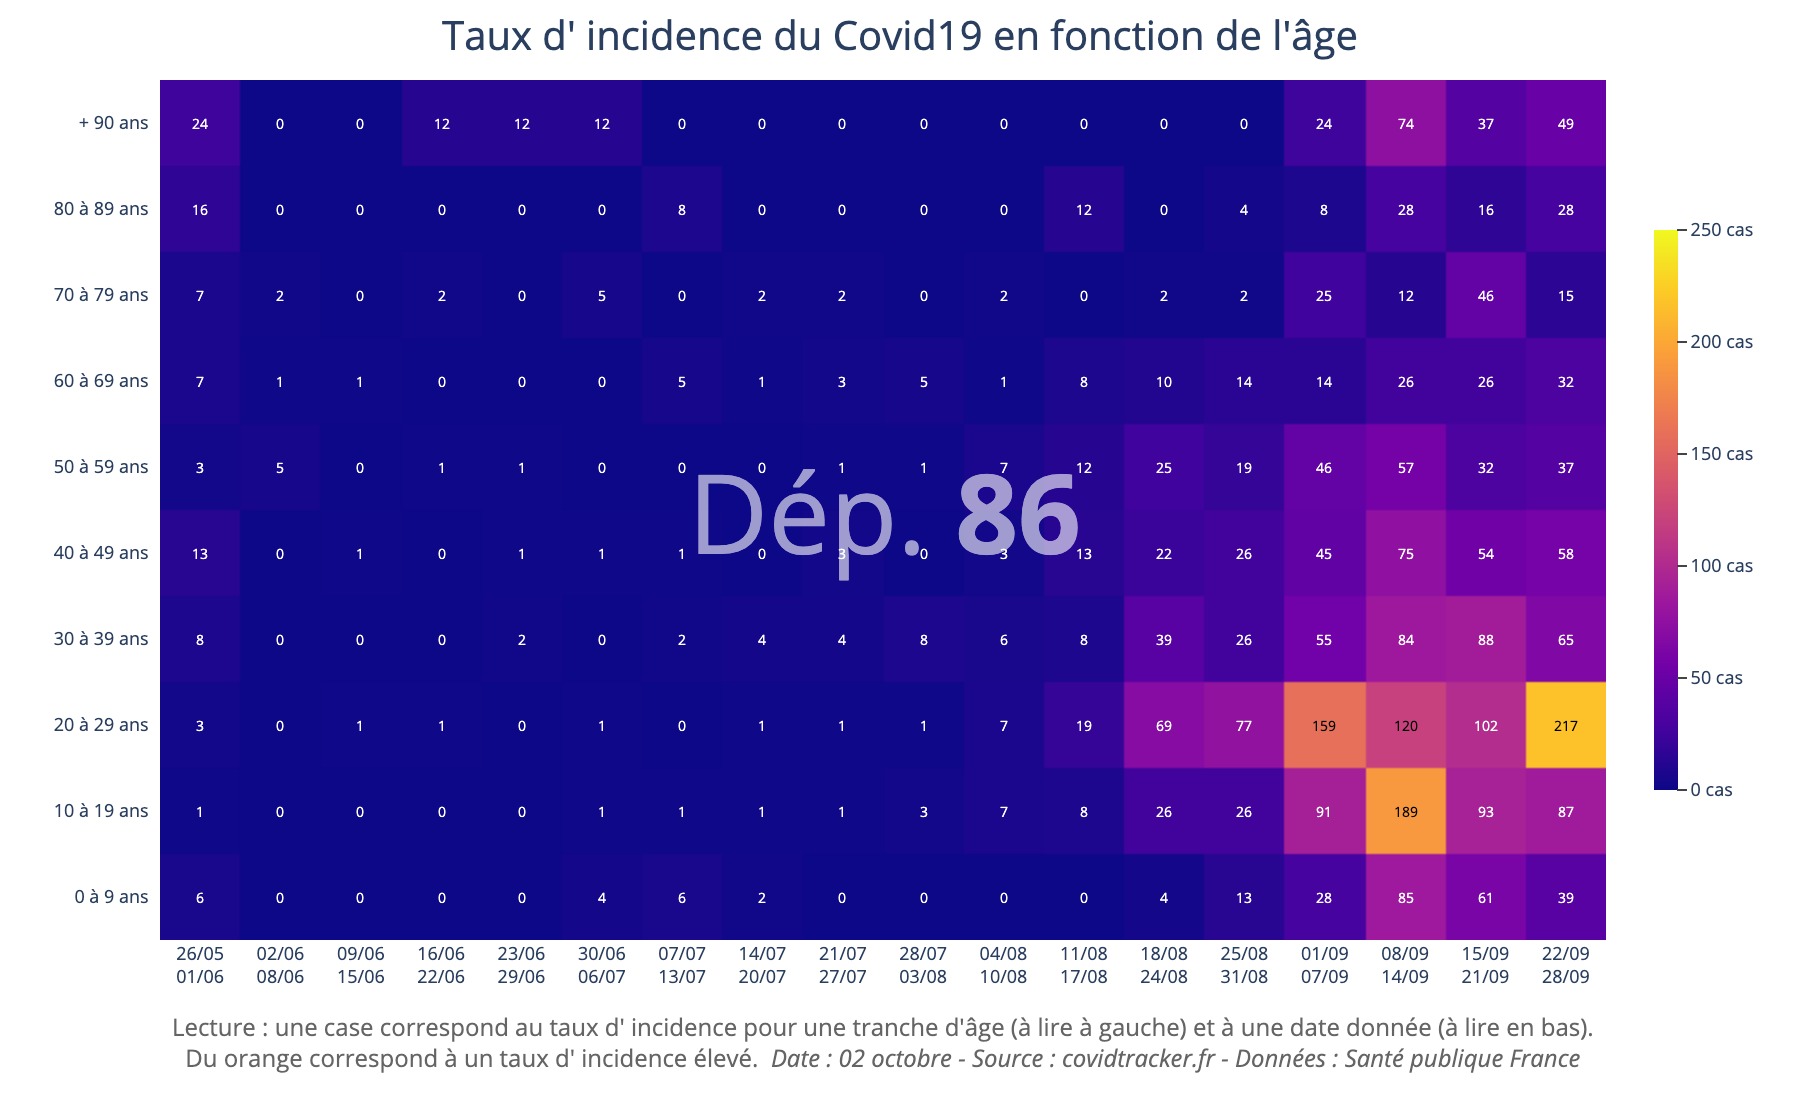 Taux d' incidence du Covid19 en fonction de l'âge
+ 90 ans 24 0 0 12 12 12 0 0 0 0 0 0 0 0 24 74 37 49
80 à 89 ans 16 0 0 0 0 0 8 0 0 0 0 12 0 4 8 28 16 28
250 cas
70 à 79 ans 7 2 0 2 0 5 0 2 2 0 2 0 2 2 25 12 46 15
200 cas
60 à 69 ans 7 1 1 0 0 0 5 1 3 5 1 8 10 14 14 26 26 32
150 cas
50 à 59 ans 3 5 0 1 1 0 0 0 1 1 7 12 25 19 46 57 32 37
Dép. 86
40 à 49 ans 13 0 1 0 1 1 1 0 3 0 3 13 22 26 45 75 54 58
100 cas
30 à 39 ans 8 0 0 0 2 0 2 4 4 8 6 8 39 26 55 84 88 65
50 cas
20 à 29 ans 3 0 1 1 0 1 0 1 1 1 7 19 69 77 159 120 102 217
0 cas
10 à 19 ans 1 0 0 0 0 1 1 1 1 3 7 8 26 26 91 189 93 87
0 à 9 ans 6 0 0 0 0 4 6 2 0 0 0 0 4 13 28 85 61 39
26/05 02/06 09/06 16/06 23/06 30/06 07/07 14/07 21/07 28/07 04/08 11/08 18/08 25/08 01/09 08/09 15/09 22/09
01/06 08/06 15/06 22/06 29/06 06/07 13/07 20/07 27/07 03/08 10/08 17/08 24/08 31/08 07/09 14/09 21/09 28/09
Lecture : une case correspond au taux d' incidence pour une tranche d'âge (à lire à gauche) et à une date donnée (à lire en bas).
Du orange correspond à un taux d' incidence élevé. Date : 02 octobre - Source : covidtracker.fr - Données : Santé publique France